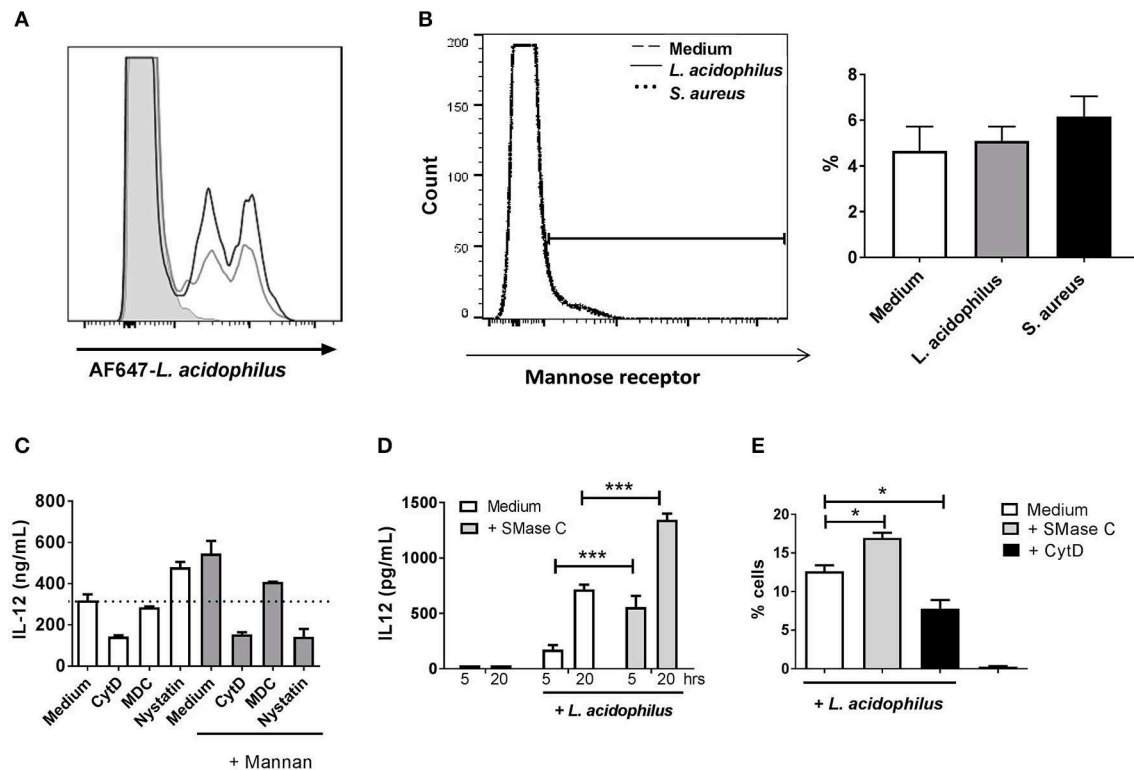 A
AF647-L. acidophilus
B
200
150
100
50
0
Count
Medium
L. acidophilus
S. aureus
Mannose receptor
8
6
4
2
0
%
Medium
L. acidophilus
S. aureus
C
800
600
400
200
0
IL-12 (ng/mL)
Medium
CytD
MDC
Nystatin
Medium
CytD
MDC
Nystatin
+ Mannan
D
1500
1000
500
0
IL12 (pg/mL)
Medium
+ SMase C
***
***
5 20 5 20 5 20 hrs
+ L. acidophilus
E
20
15
10
5
0
% cells
*
*
Medium
+ SMase C
+ CytD
+ L. acidophilus